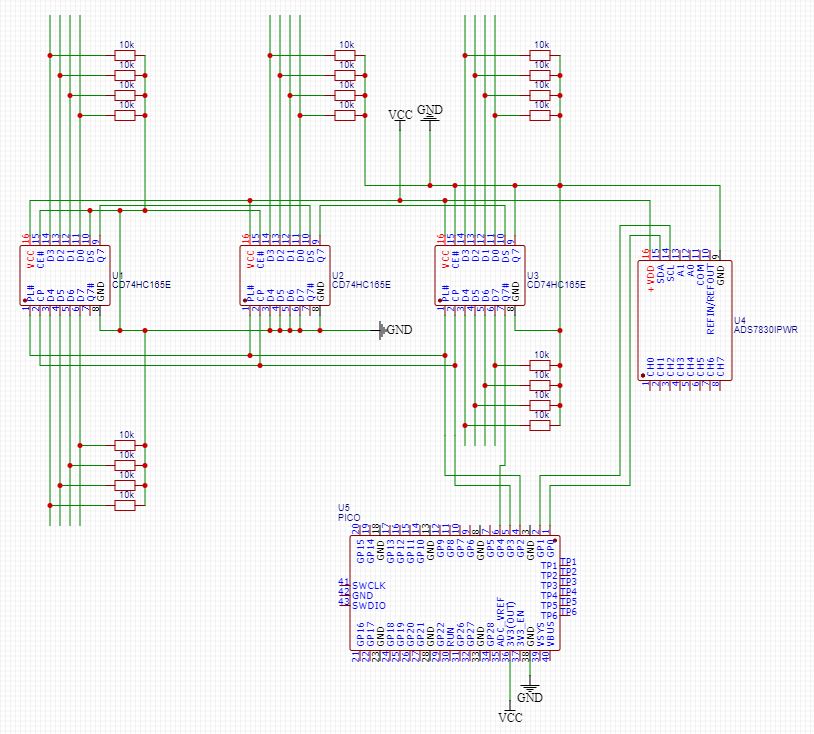 10k 10k 10k
10k 10k 10k
10k 10k 10k
10k 10k 10k
VCC GND
16 15 14 13 12 11 10 9
VCC CE# D3 D2 D1 D0 DS Q7
PL# CP D4 D5 D6 D7 Q7# GND
1 2 3 4 5 6 7 8
U1
CD74HC165E
16 15 14 13 12 11 10 9
VCC CE# D3 D2 D1 D0 DS Q7
PL# CP D4 D5 D6 D7 Q7# GND
1 2 3 4 5 6 7 8
U2
CD74HC165E
16 15 14 13 12 11 10 9
VCC CE# D3 D2 D1 D0 DS Q7
PL# CP D4 D5 D6 D7 Q7# GND
1 2 3 4 5 6 7 8
U3
CD74HC165E
16 15 14 13 12 11 10 9
+VDD SDA SCL A1 A0 COM REFIN/REFOUT GND
CH0 CH1 CH2 CH3 CH4 CH5 CH6 CH7
1 2 3 4 5 6 7 8
U4
ADS7830IPWR
GND
10k
10k
10k
10k
10k
10k
10k
10k
U5
PICO
20 19 18 17 16 15 14 13 12 11 10 9 8 7 6 5 4 3 2 1
GP15 GP14 GND GP13 GP12 GP11 GP10 GND GP9 GP8 GP7 GP6 GND GP5 GP4 GP3 GP2 GND GP1 GP0
41 SWCLK
42 GND
43 SWDIO
TP1 TP1
TP2 TP2
TP3 TP3
TP4 TP4
TP5 TP5
TP6 TP6
GP16 GP17 GND GP18 GP19 GP20 GP21 GND GP22 RUN GP26 GP27 GND GP28 ADC_VREF 3V3(OUT) 3V3_EN GND VSYS VBUS
21 22 23 24 25 26 27 28 29 30 31 32 33 34 35 36 37 38 39 40
GND
VCC